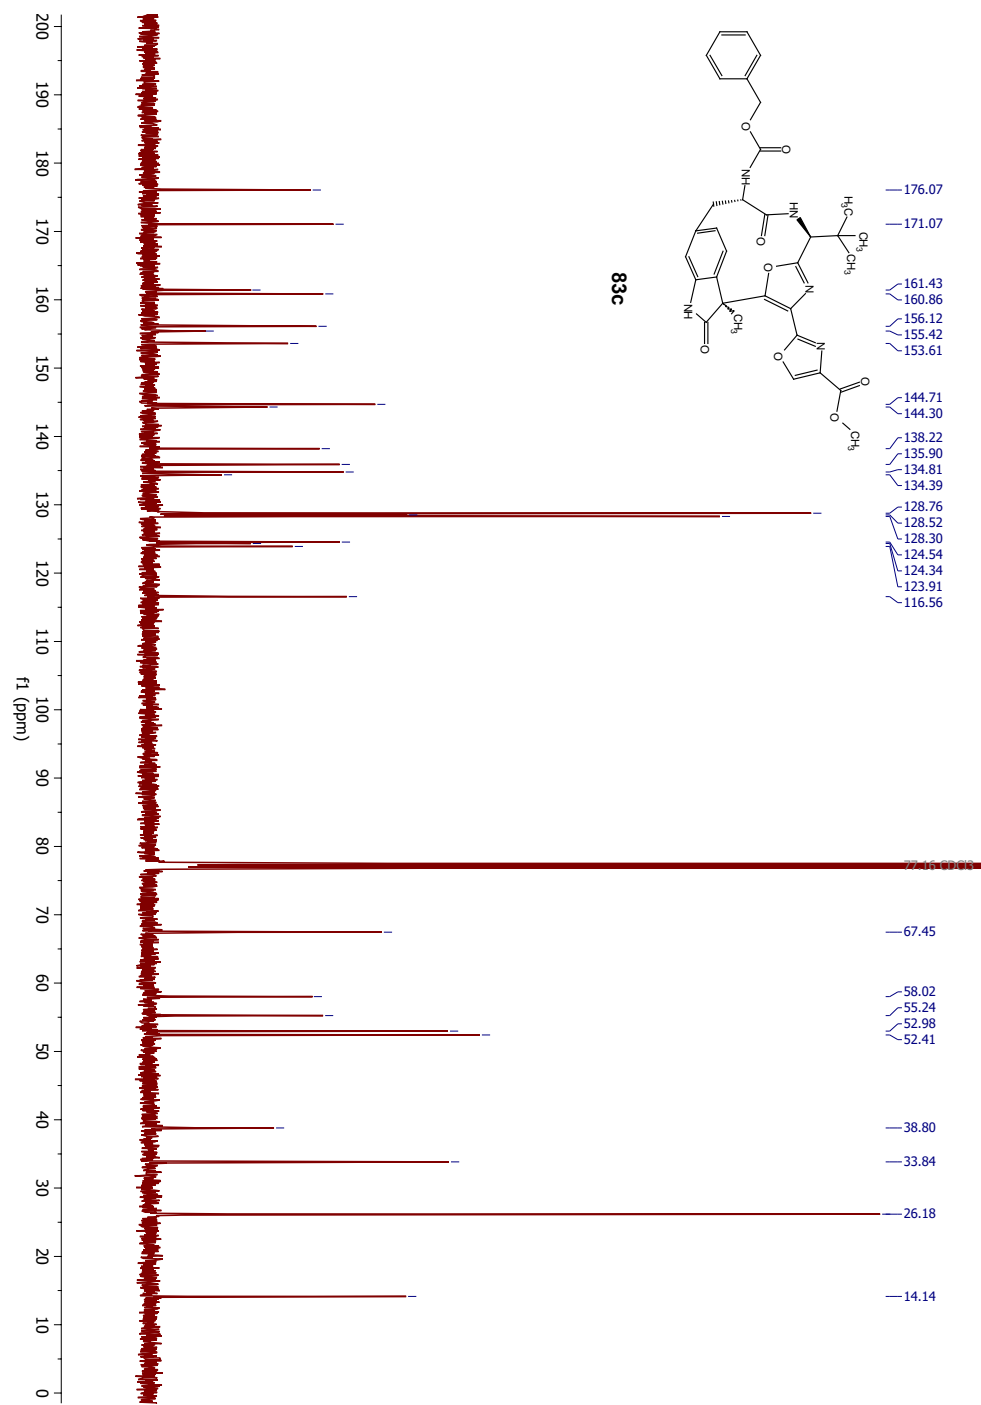 176.07
171.07
161.43
160.86
156.12
155.42
153.61
144.71
144.30
138.22
135.90
134.81
134.39
128.76
128.52
128.30
124.54
124.34
123.91
116.56
77.16 CDCl3
67.45
58.02
55.24
52.98
52.41
38.80
33.84
26.18
14.14
O
O
NH
O
HN
H₃C
CH₃
CH₃
O
N
NH
O
CH₃
O
N
O
O
CH₃
83c
200
190
180
170
160
150
140
130
120
110
100
90
80
70
60
50
40
30
20
10
0
f1 (ppm)